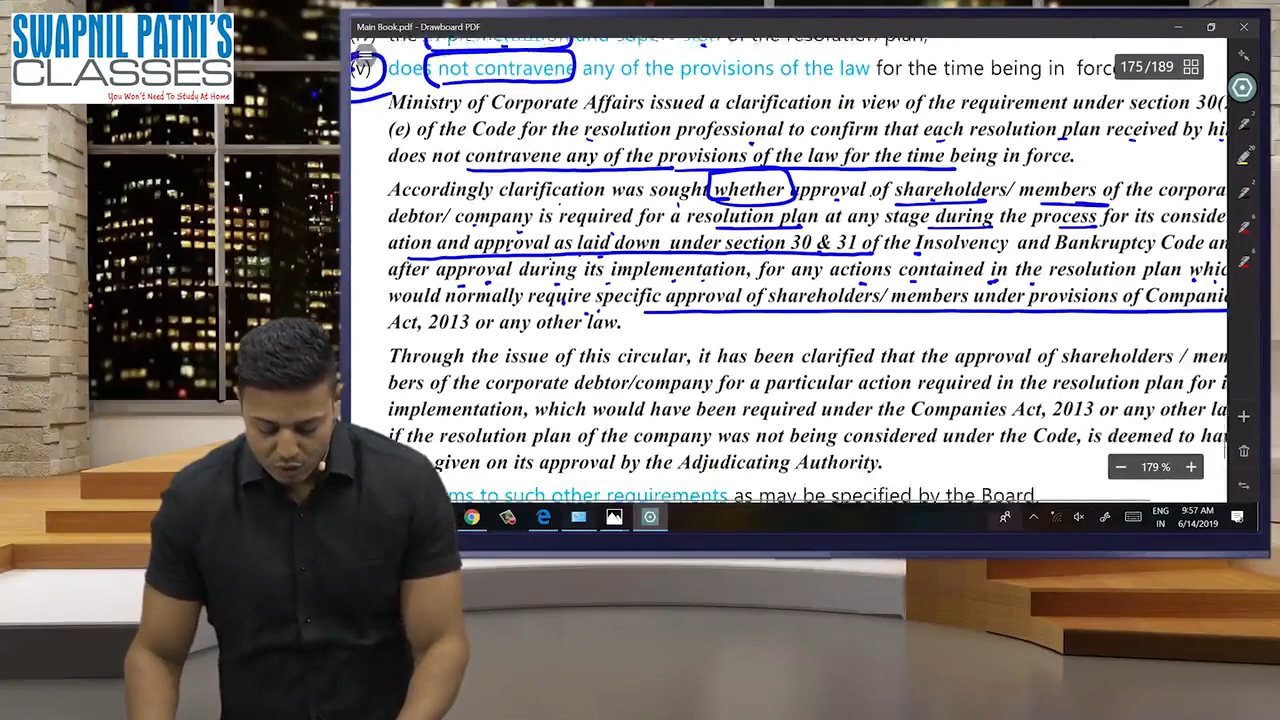 SWAPNIL PATNI'S
CLASSES
You Won't Need To Study At Home
Main Book.pdf - Drawboard PDF
of the resolution plan,
(v) does not contravene any of the provisions of the law for the time being in force
175/189
Ministry of Corporate Affairs issued a clarification in view of the requirement under section 30(
(e) of the Code for the resolution professional to confirm that each resolution plan received by hi
does not contravene any of the provisions of the law for the time being in force.
Accordingly clarification was sought whether approval of shareholders/ members of the corpora
debtor/ company is required for a resolution plan at any stage during the process for its consider
ation and approval as laid down under section 30 & 31 of the Insolvency and Bankruptcy Code an
after approval during its implementation, for any actions contained in the resolution plan whic
would normally require specific approval of shareholders/ members under provisions of Companie
Act, 2013 or any other law.
Through the issue of this circular, it has been clarified that the approval of shareholders / mem
bers of the corporate debtor/company for a particular action required in the resolution plan for i
implementation, which would have been required under the Companies Act, 2013 or any other la
if the resolution plan of the company was not being considered under the Code, is deemed to hav
given on its approval by the Adjudicating Authority.
179 %
ms to such other requirements as may be specified by the Board.
ENG
IN
9:57 AM
6/14/2019